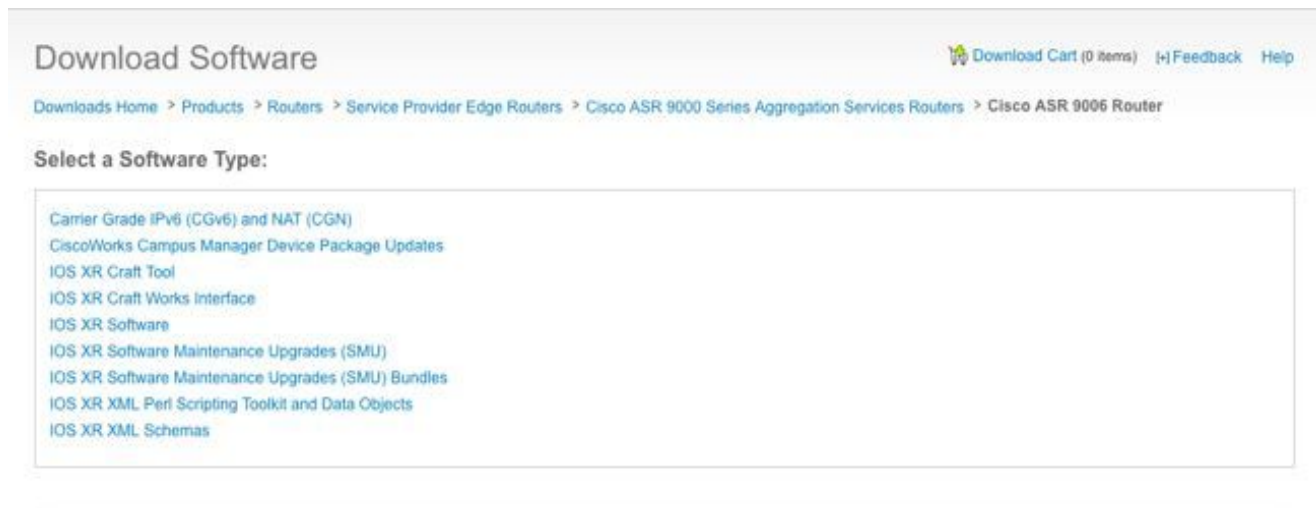 Download Software
Download Cart (0 items) [+] Feedback Help
Downloads Home > Products > Routers > Service Provider Edge Routers > Cisco ASR 9000 Series Aggregation Services Routers > Cisco ASR 9006 Router
Select a Software Type:
Carrier Grade IPv6 (CGv6) and NAT (CGN)
CiscoWorks Campus Manager Device Package Updates
IOS XR Craft Tool
IOS XR Craft Works Interface
IOS XR Software
IOS XR Software Maintenance Upgrades (SMU)
IOS XR Software Maintenance Upgrades (SMU) Bundles
IOS XR XML Perl Scripting Toolkit and Data Objects
IOS XR XML Schemas